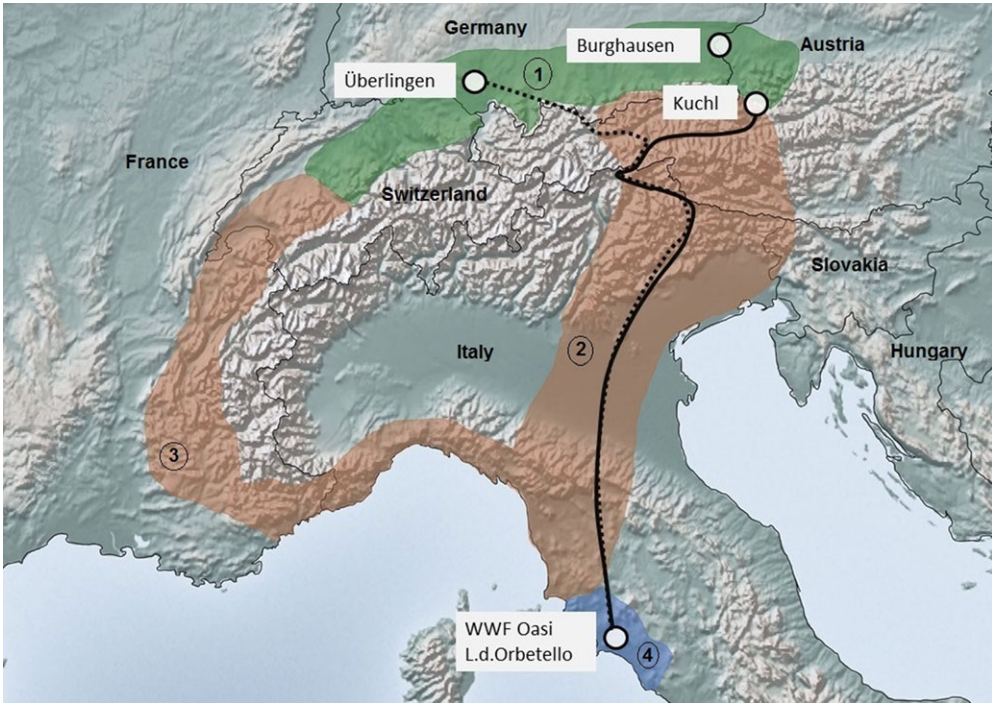 Germany
Burghausen
Austria
Überlingen
1
Kuchl
France
Switzerland
Slovakia
Italy
2
Hungary
3
WWF Oasi
L.d.Orbetello
4